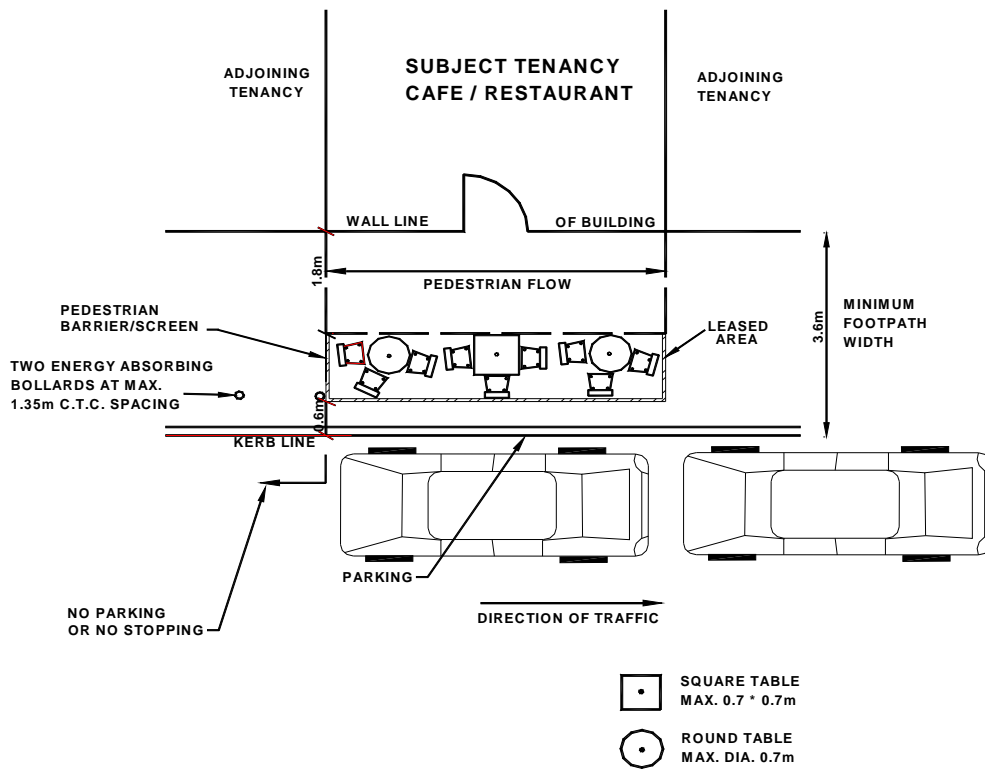 SUBJECT TENANCY
CAFE / RESTAURANT
ADJOINING
TENANCY
ADJOINING
TENANCY
WALL LINE
OF BUILDING
1.8m
PEDESTRIAN FLOW
PEDESTRIAN
BARRIER/SCREEN
LEASED
AREA
3.6m
MINIMUM
FOOTPATH
WIDTH
TWO ENERGY ABSORBING
BOLLARDS AT MAX.
1.35m C.T.C. SPACING
0.6m
KERB LINE
PARKING
NO PARKING
OR NO STOPPING
DIRECTION OF TRAFFIC
SQUARE TABLE
MAX. 0.7 * 0.7m
ROUND TABLE
MAX. DIA. 0.7m